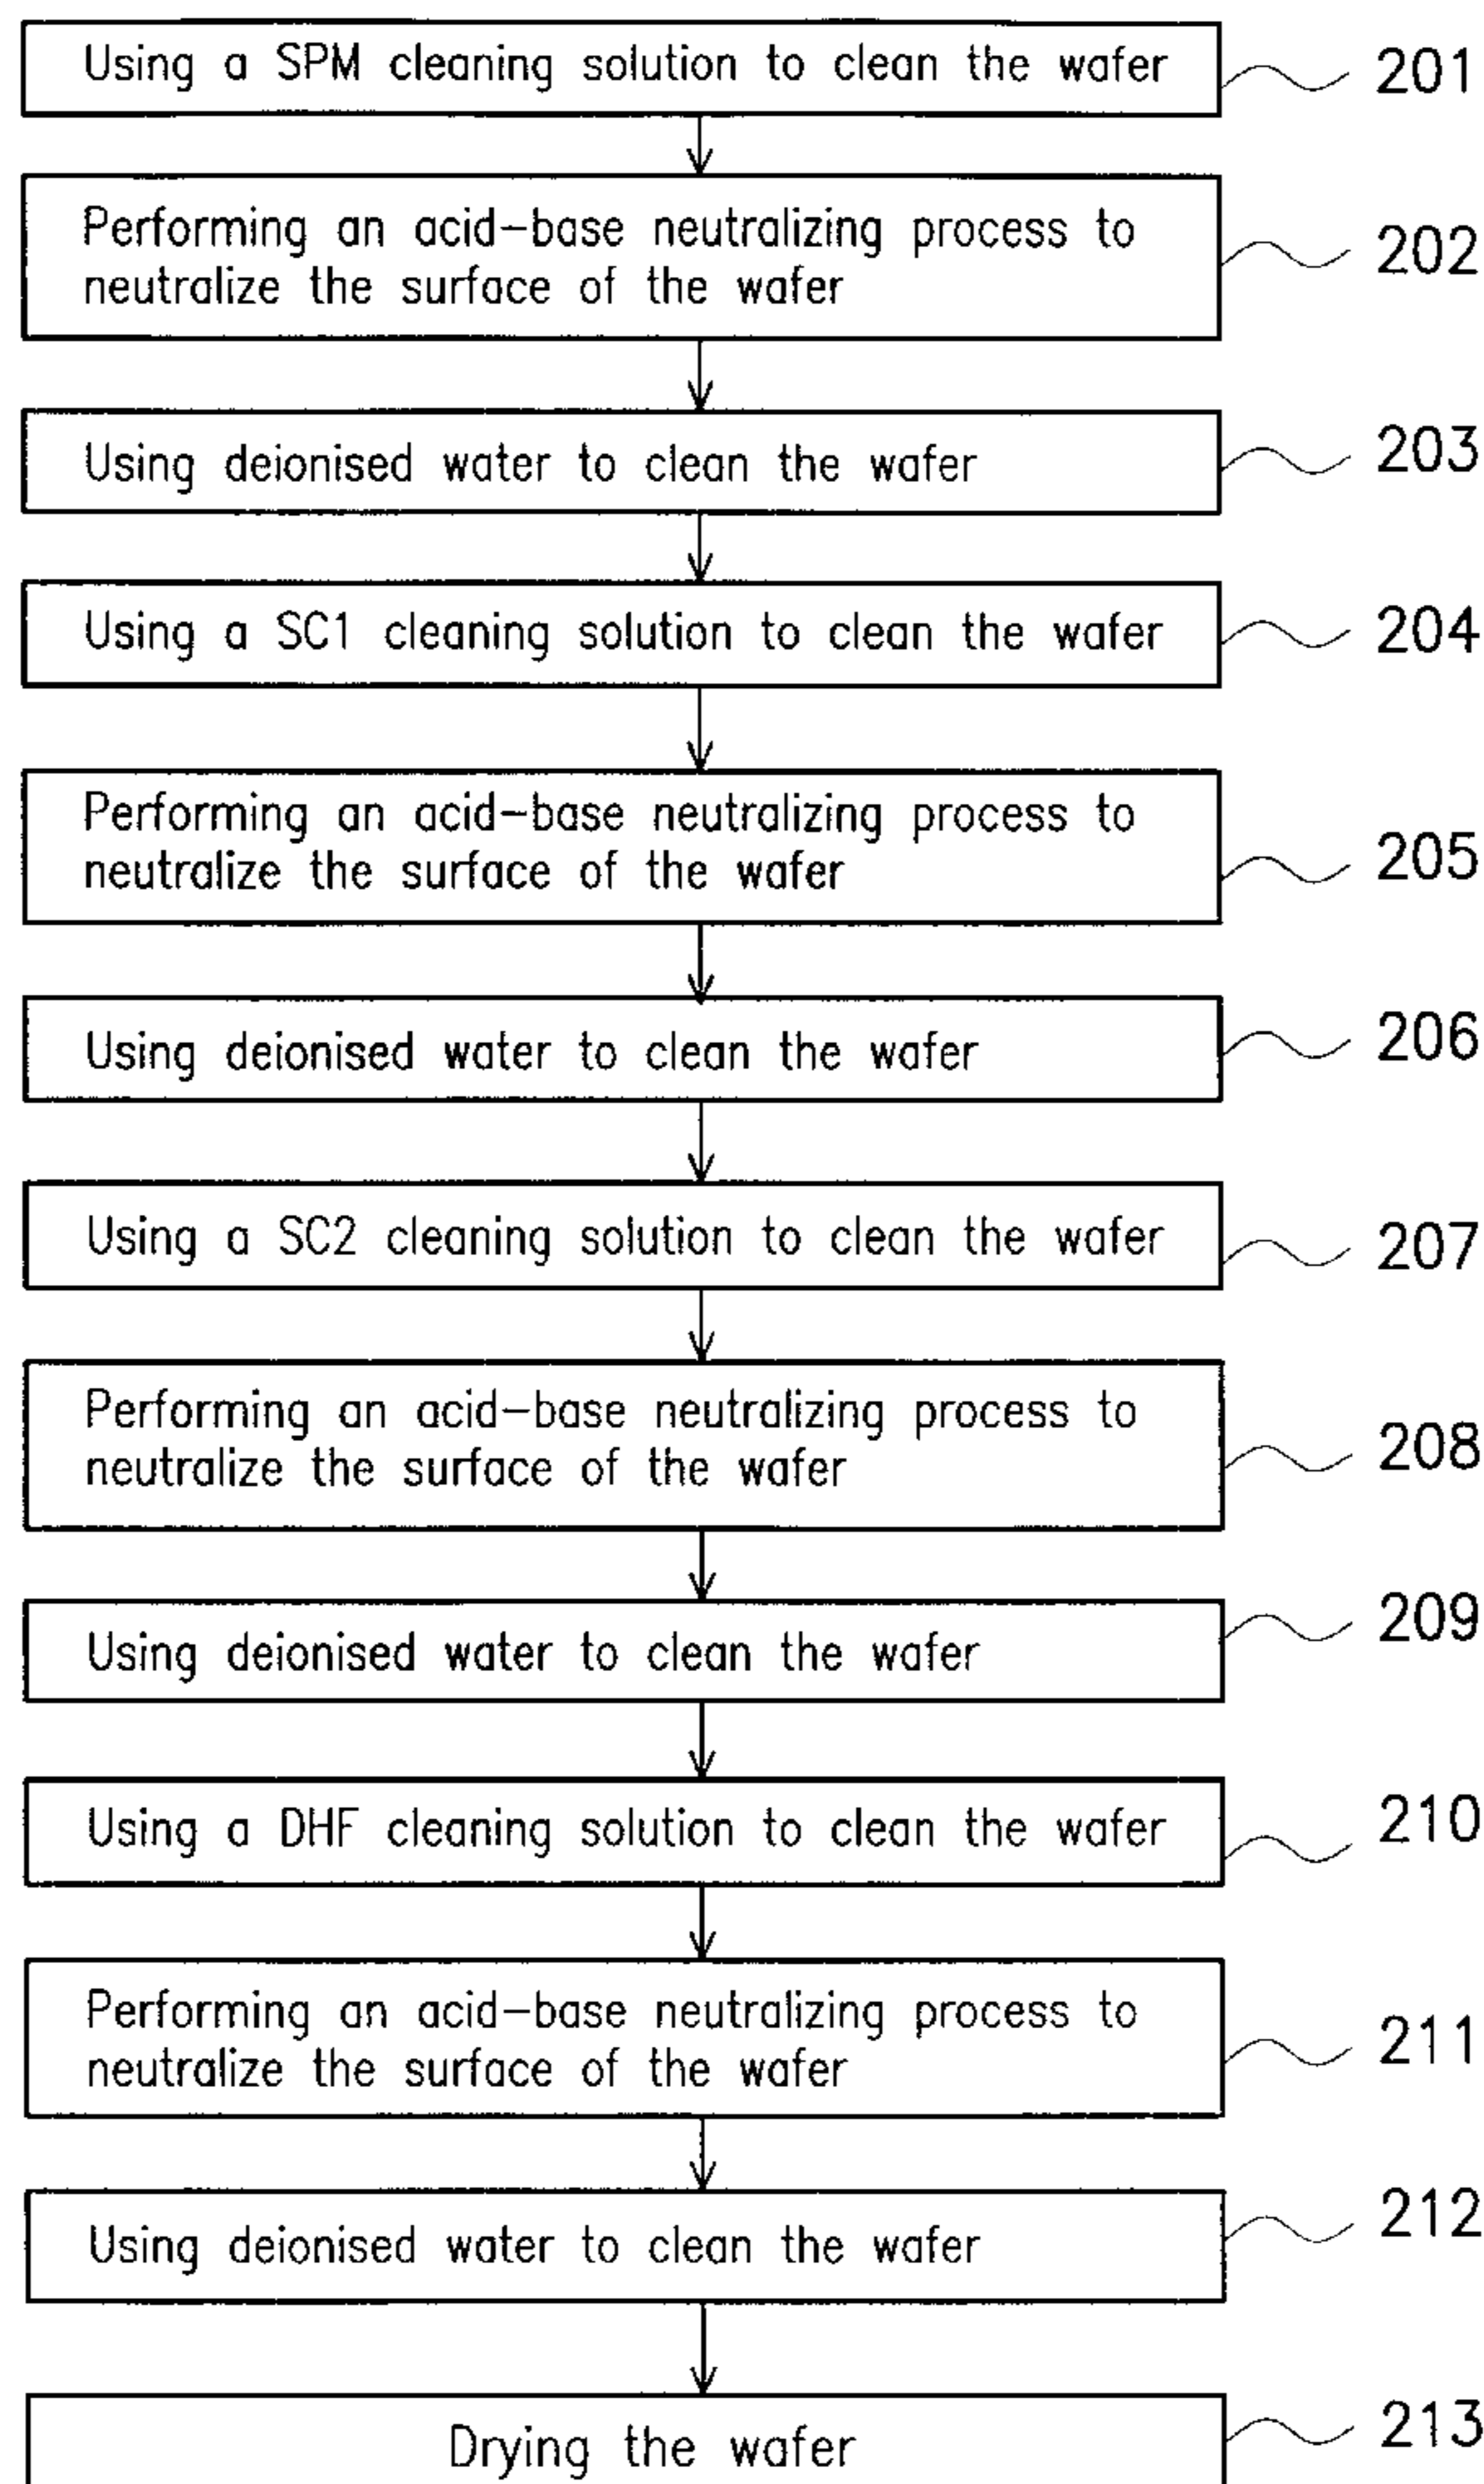 Using a SPM cleaning solution to clean the wafer
201
Performing an acid-base neutralizing process to
neutralize the surface of the wafer
202
Using deionised water to clean the wafer
203
Using a SC1 cleaning solution to clean the wafer
204
Performing an acid-base neutralizing process to
neutralize the surface of the wafer
205
Using deionised water to clean the wafer
206
Using a SC2 cleaning solution to clean the wafer
207
Performing an acid-base neutralizing process to
neutralize the surface of the wafer
208
Using deionised water to clean the wafer
209
Using a DHF cleaning solution to clean the wafer
210
Performing an acid-base neutralizing process to
neutralize the surface of the wafer
211
Using deionised water to clean the wafer
212
Drying the wafer
213